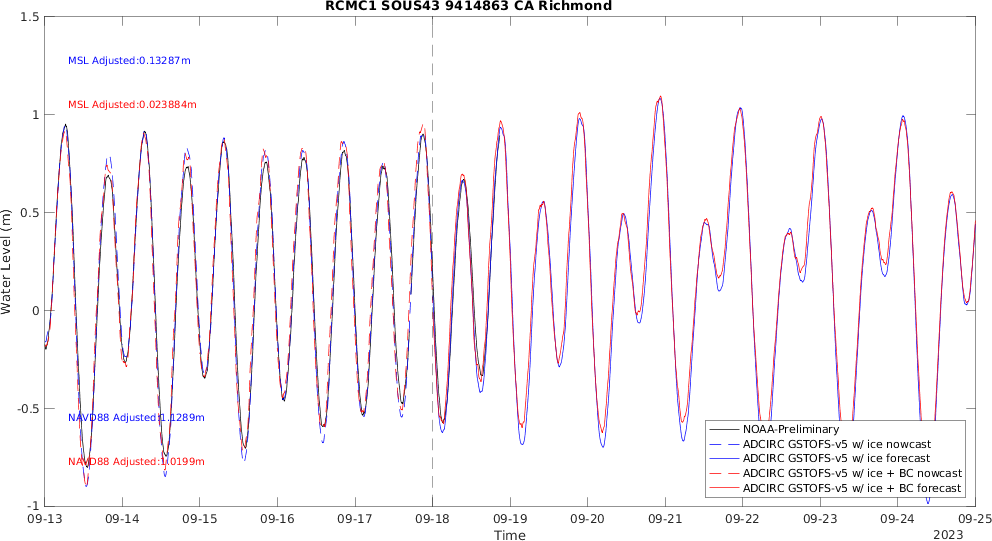 RCMC1 SOUS43 9414863 CA Richmond
1.5
1
0.5
0
-0.5
-1
Water Level (m)
MSL Adjusted:0.13287m
MSL Adjusted:0.023884m
NAVD88 Adjusted:1.1289m
NAVD88 Adjusted:1.0199m
NOAA-Preliminary
ADCIRC GSTOFS-v5 w/ ice nowcast
ADCIRC GSTOFS-v5 w/ ice forecast
ADCIRC GSTOFS-v5 w/ ice + BC nowcast
ADCIRC GSTOFS-v5 w/ ice + BC forecast
09-13 09-14 09-15 09-16 09-17 09-18 09-19 09-20 09-21 09-22 09-23 09-24 09-25
Time
2023